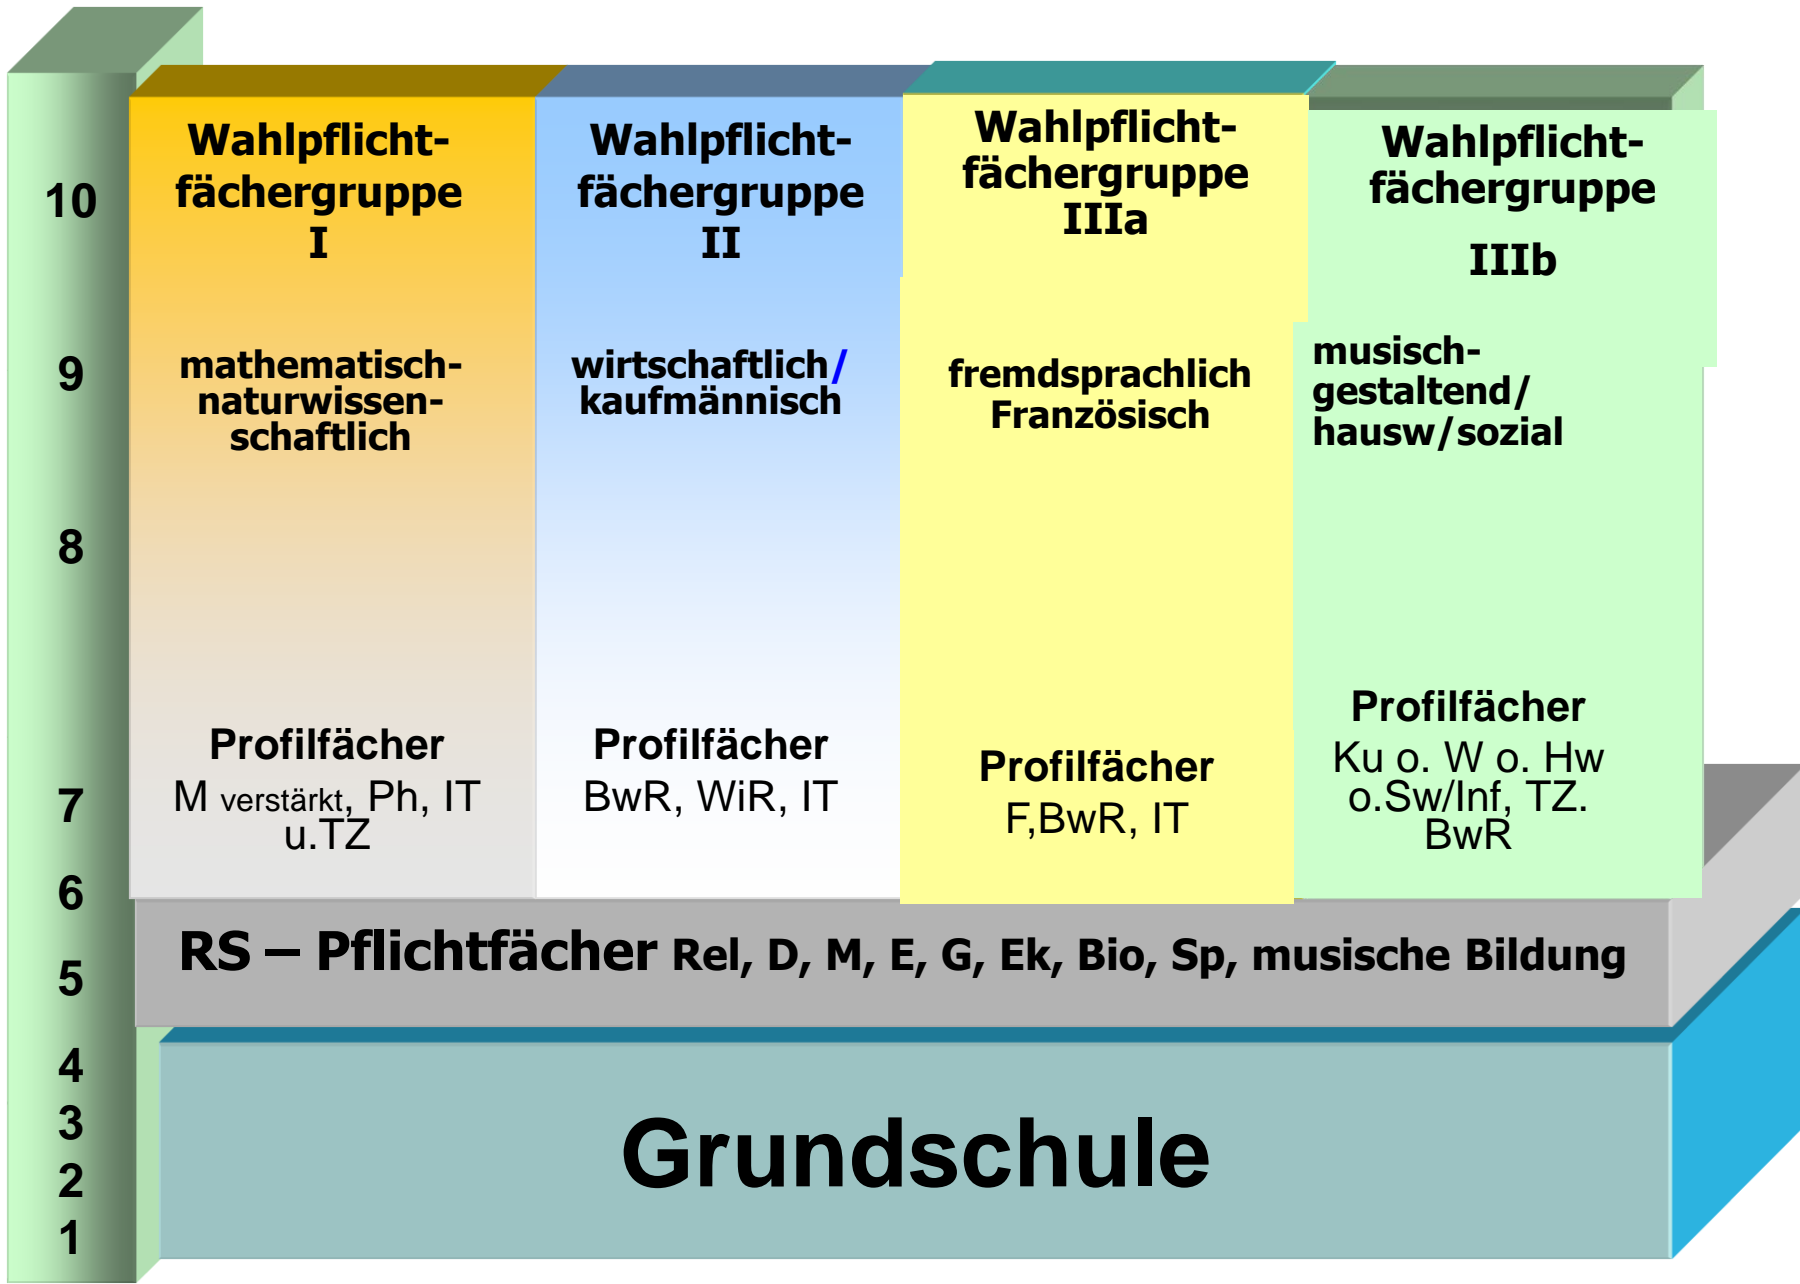 10
9
8
7
6
5
4
3
2
1
Wahlpflicht-
fächergruppe
I
mathematisch-
naturwissen-
schaftlich
Profilfächer
M verstärkt, Ph, IT
u.TZ
Wahlpflicht-
fächergruppe
II
wirtschaftlich/
kaufmännisch
Profilfächer
BwR, WiR, IT
Wahlpflicht-
fächergruppe
IIIa
fremdsprachlich
Französisch
Profilfächer
F,BwR, IT
Wahlpflicht-
fächergruppe
IIIb
musisch-
gestaltend/
hausw/sozial
Profilfächer
Ku o. W o. Hw
o.Sw/Inf, TZ.
BwR
RS – Pflichtfächer Rel, D, M, E, G, Ek, Bio, Sp, musische Bildung
Grundschule